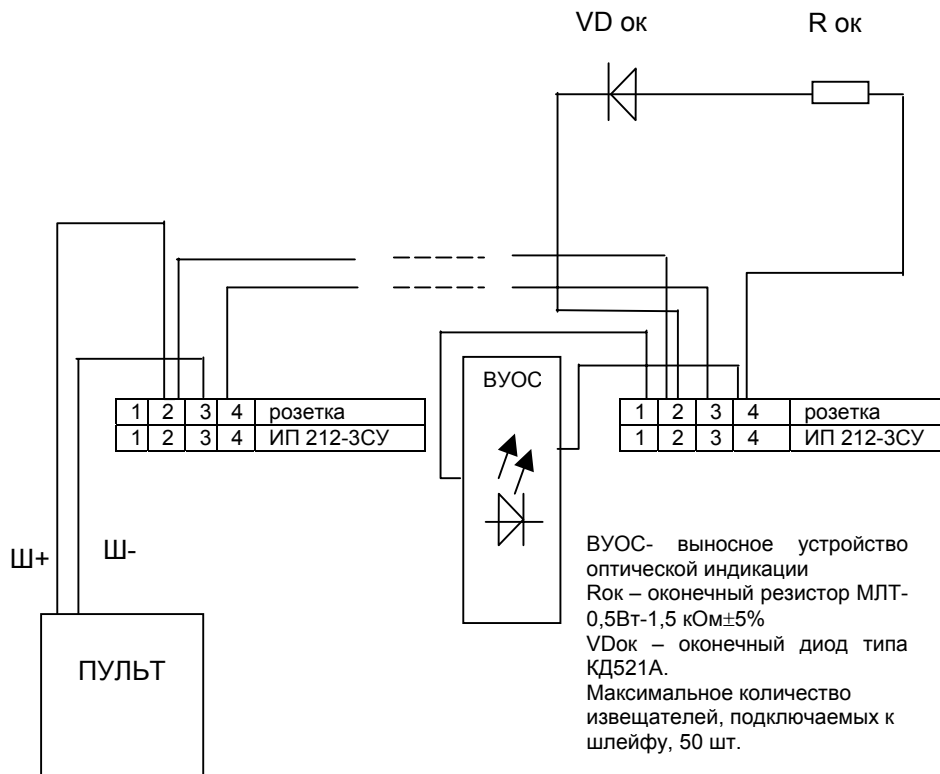 VD ок R ок
ВУОС
1 2 3 4 розетка
1 2 3 4 ИП 212-3СУ
1 2 3 4 розетка
1 2 3 4 ИП 212-3СУ
Ш+
Ш-
ПУЛЬТ
ВУОС- выносное устройство
оптической индикации
Rок – оконечный резистор МЛТ-
0,5Вт-1,5 кОм±5%
VDок – оконечный диод типа
КД521А.
Максимальное количество
извещателей, подключаемых к
шлейфу, 50 шт.